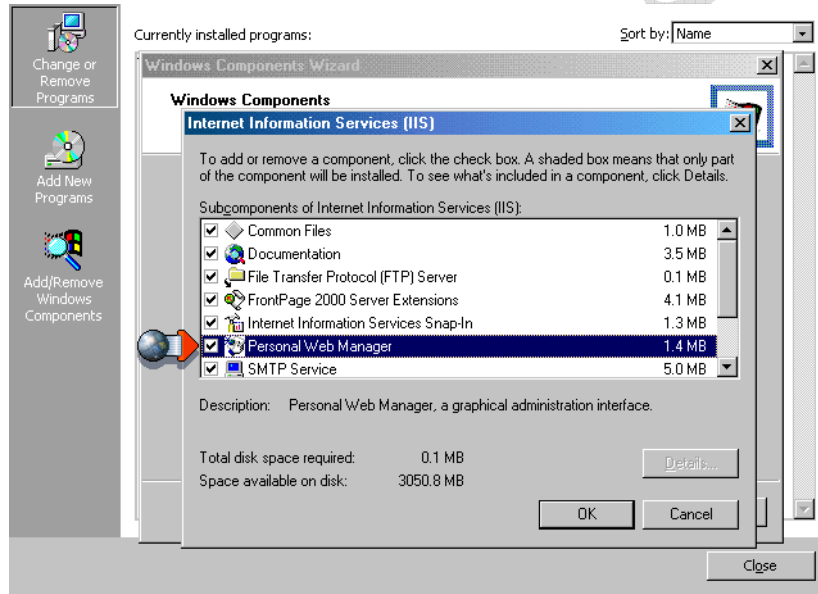 Currently installed programs:
Sort by: Name
Change or
Remove
Programs
Add New
Programs
Add/Remove
Windows
Components
Windows Components Wizard
Windows Components
Internet Information Services (IIS)
To add or remove a component, click the check box. A shaded box means that only part
of the component will be installed. To see what's included in a component, click Details.
Subcomponents of Internet Information Services (IIS):
Common Files 1.0 MB
Documentation 3.5 MB
File Transfer Protocol (FTP) Server 0.1 MB
FrontPage 2000 Server Extensions 4.1 MB
Internet Information Services Snap-In 1.3 MB
Personal Web Manager 1.4 MB
SMTP Service 5.0 MB
Description: Personal Web Manager, a graphical administration interface.
Total disk space required: 0.1 MB
Space available on disk: 3050.8 MB
Details...
OK Cancel
Close